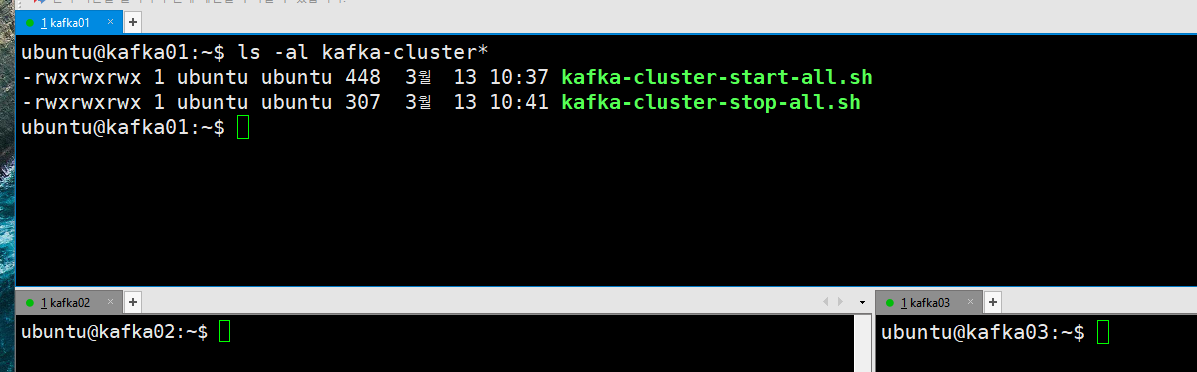 1 kafka01 × +
ubuntu@kafka01:~$ ls -al kafka-cluster*
-rwxrwxrwx 1 ubuntu ubuntu 448  3월  13 10:37 kafka-cluster-start-all.sh
-rwxrwxrwx 1 ubuntu ubuntu 307  3월  13 10:41 kafka-cluster-stop-all.sh
ubuntu@kafka01:~$
1 kafka02 × +
ubuntu@kafka02:~$
1 kafka03 × +
ubuntu@kafka03:~$